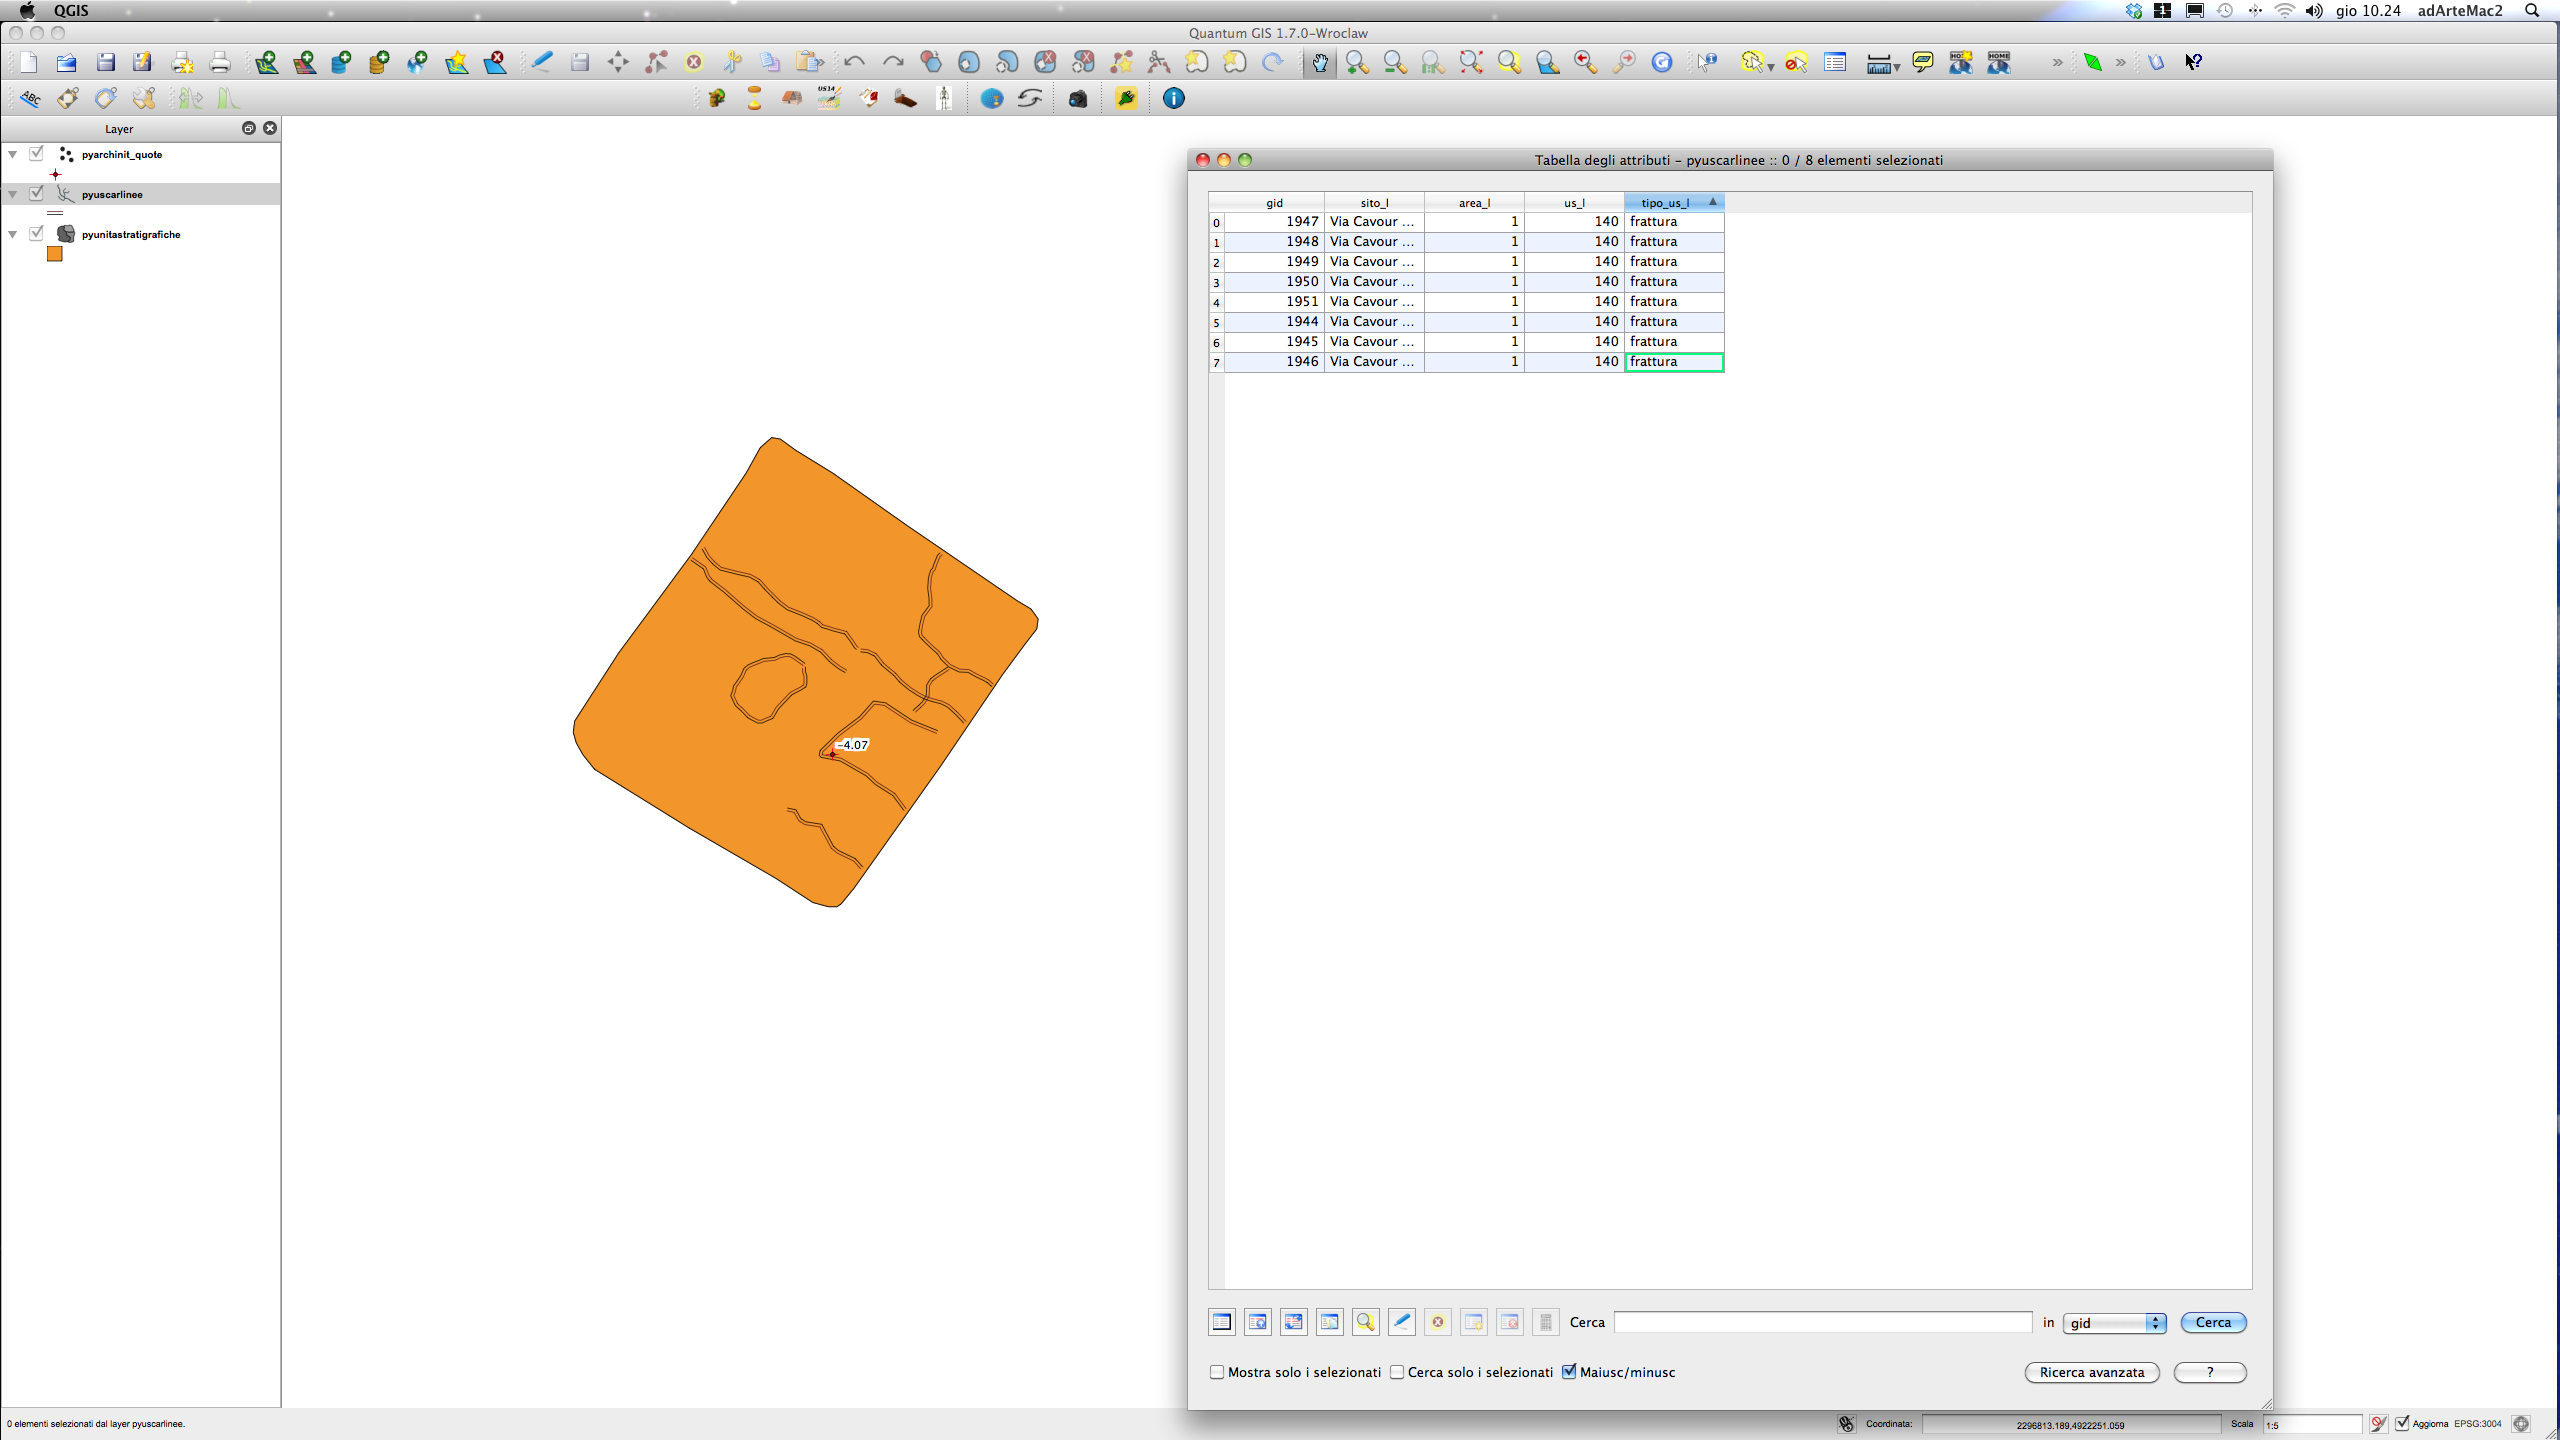 QGIS
1
gio 10.24
adArteMac2
Quantum GIS 1.7.0-Wroclaw
ABC
US14
Layer
pyarchinit_quote
pyuscarlinee
pyunitastratigrafiche
-4.07
Tabella degli attributi - pyuscarlinee :: 0 / 8 elementi selezionati
gid sito_l area_l us_l tipo_us_l
0 1947 Via Cavour ... 1 140 frattura
1 1948 Via Cavour ... 1 140 frattura
2 1949 Via Cavour ... 1 140 frattura
3 1950 Via Cavour ... 1 140 frattura
4 1951 Via Cavour ... 1 140 frattura
5 1944 Via Cavour ... 1 140 frattura
6 1945 Via Cavour ... 1 140 frattura
7 1946 Via Cavour ... 1 140 frattura
Cerca in gid Cerca
Mostra solo i selezionati Cerca solo i selezionati Maiusc/minusc Ricerca avanzata ?
0 elementi selezionati dal layer pyuscarlinee.
Coordinata: 2296813.189,4922251.059 Scala 1:5 Aggiorna EPSG:3004